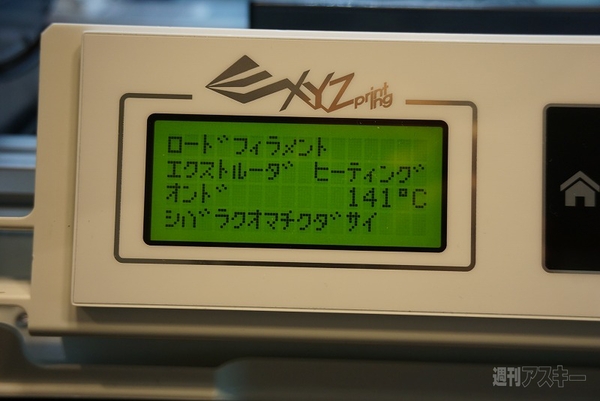 XYZprinting
ロードフィラメント
エクストルーダ ヒーティング
オンド 141°C
シバラクオマチクダサイ
週刊アスキー